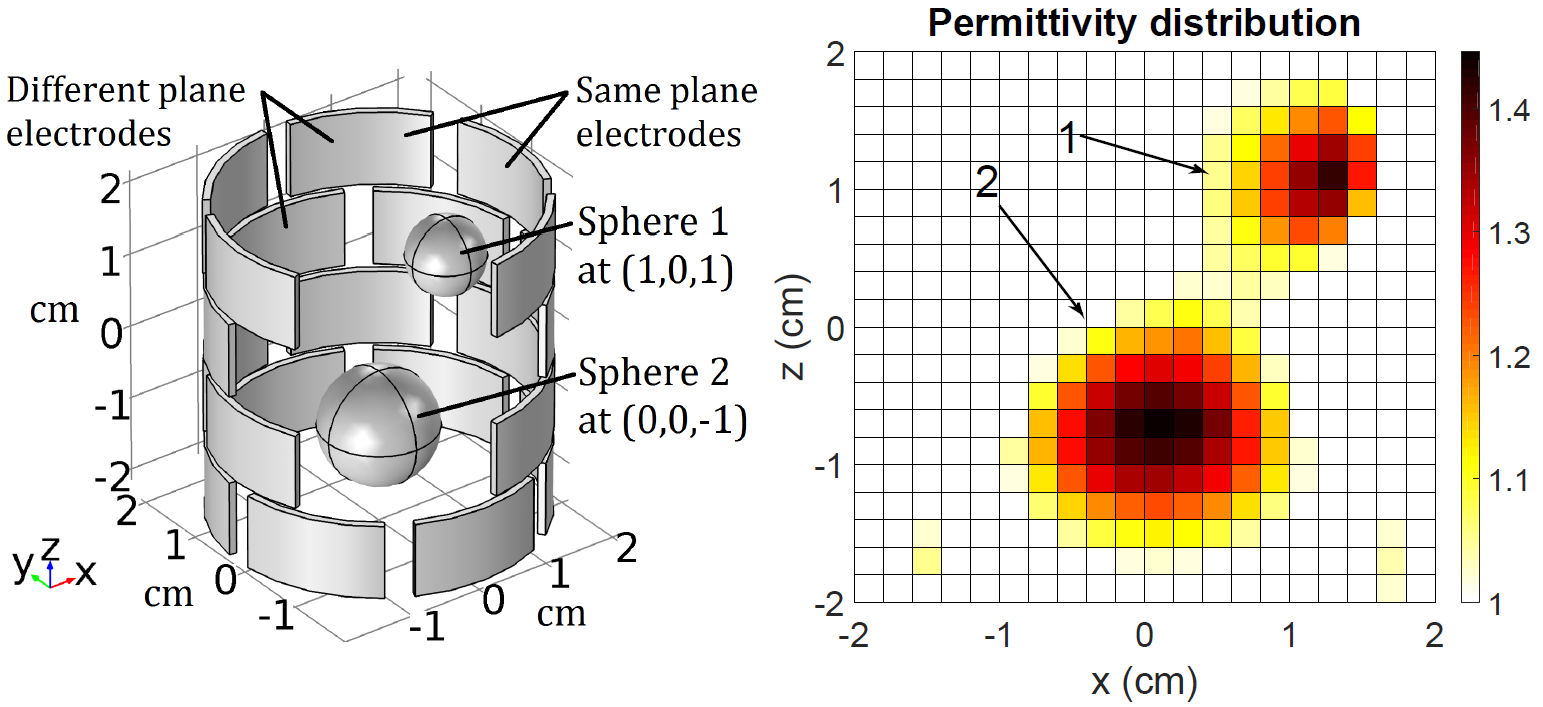 Different plane
electrodes
Same plane
electrodes
Sphere 1
at (1,0,1)
Sphere 2
at (0,0,-1)
2
1
0
-1
-2
cm
2
1
0
-1
cm
-1
0
1
2
cm
y z x
Permittivity distribution
2
1
0
-1
-2
z (cm)
1
2
-2 -1 0 1 2
x (cm)
1.4
1.3
1.2
1.1
1